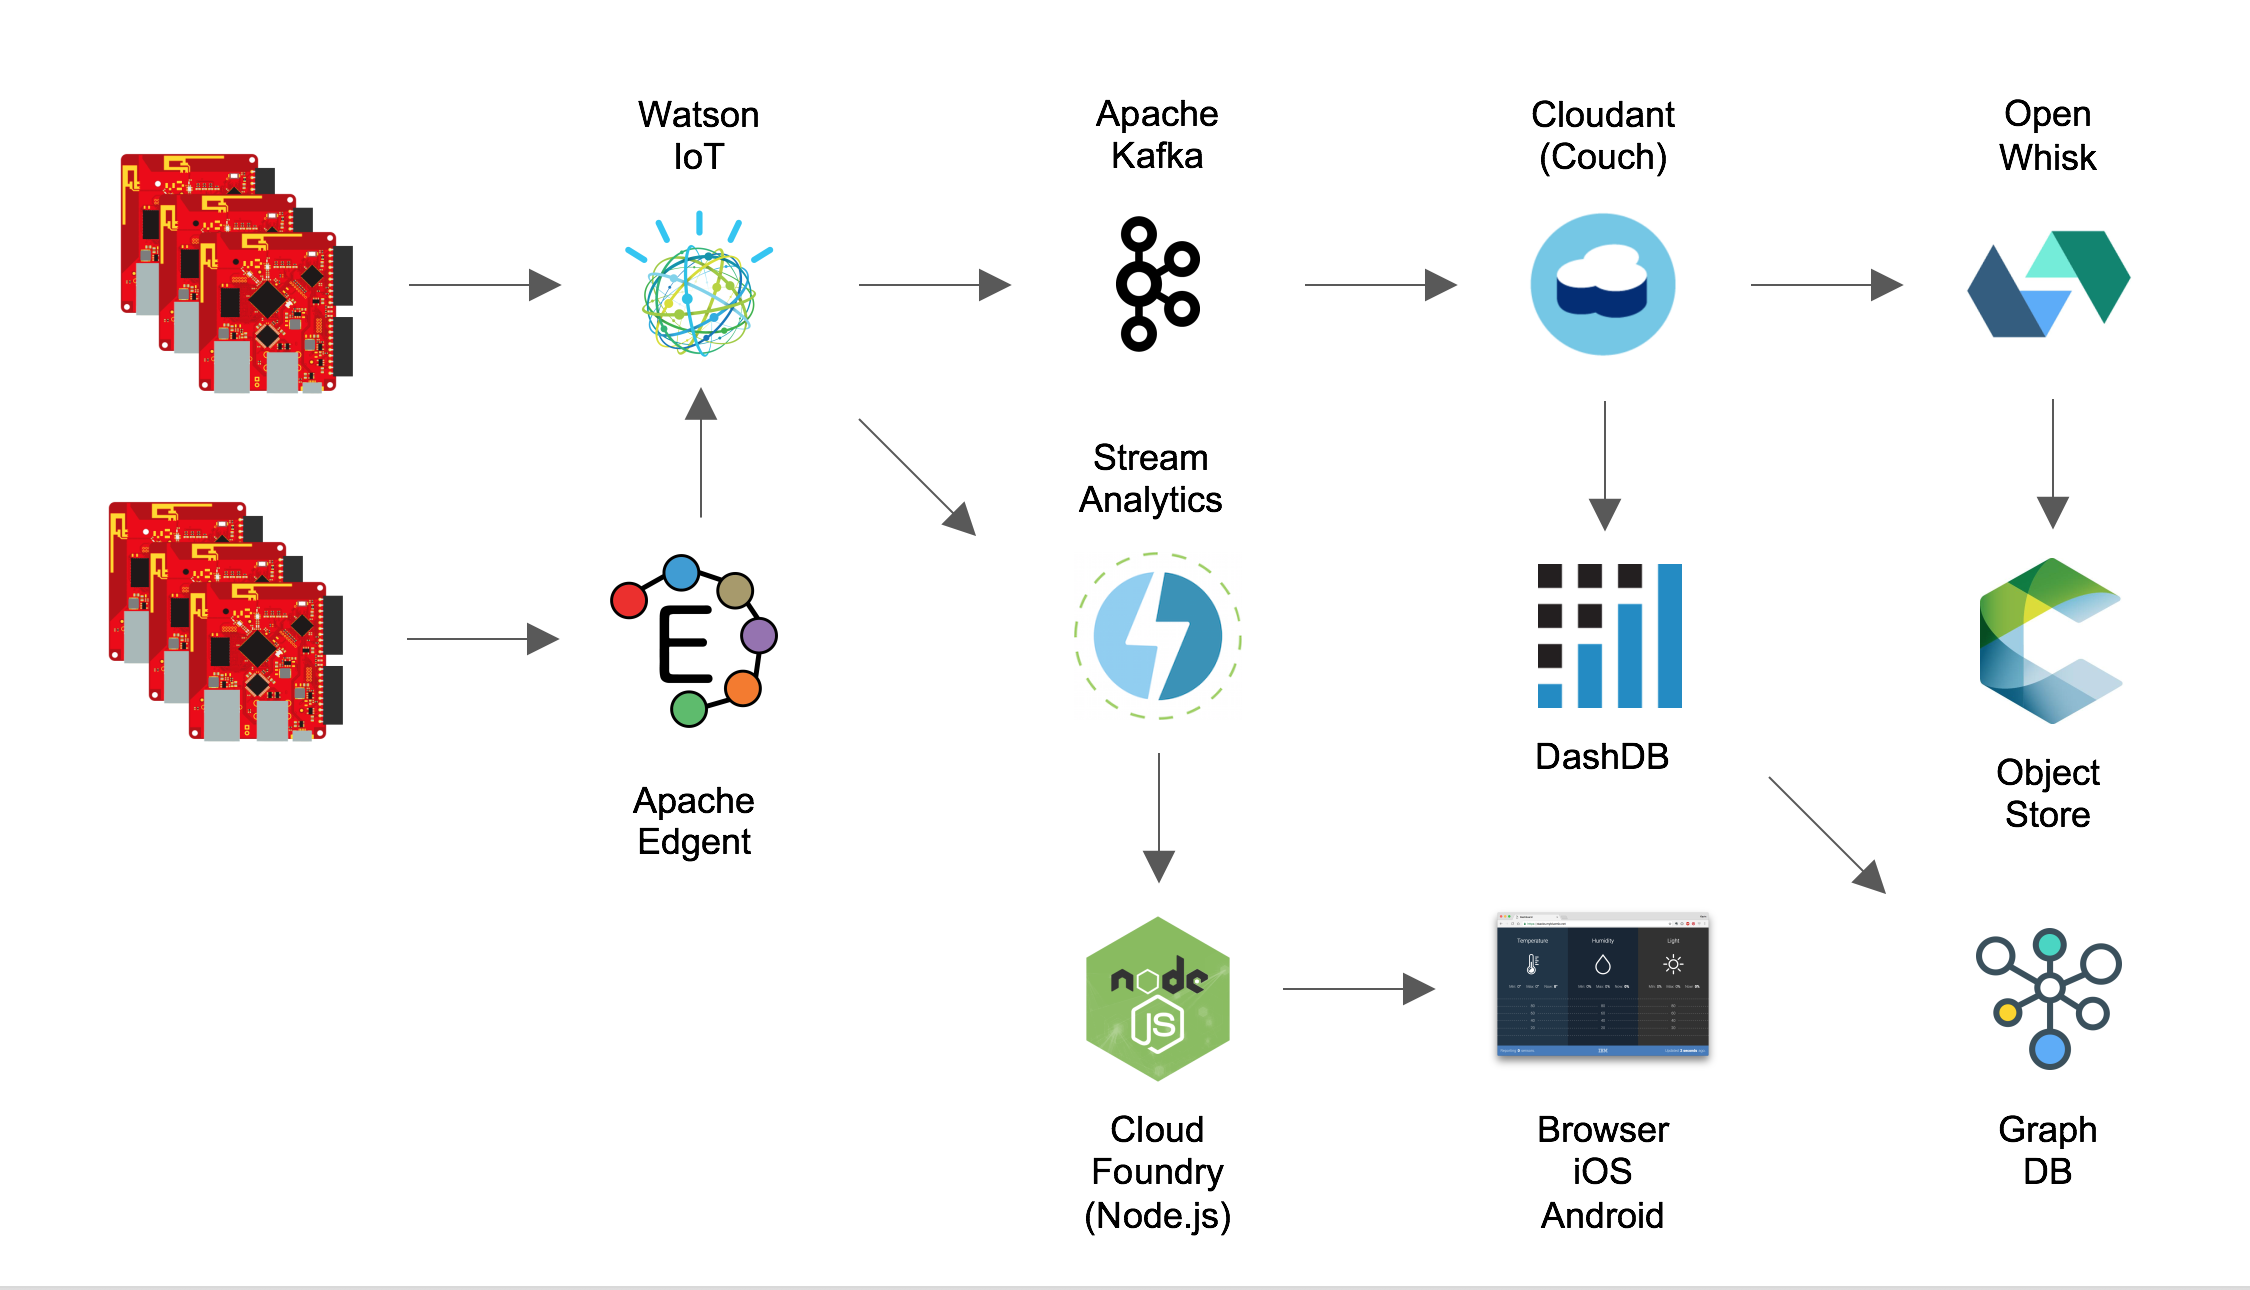 Watson
IoT
Apache
Kafka
Cloudant
(Couch)
Open
Whisk
Stream
Analytics
E
DashDB
Apache
Edgent
Object
Store
node
JS
Temperature
Humidity
Light
IBM
Cloud
Foundry
(Node.js)
Browser
iOS
Android
Graph
DB